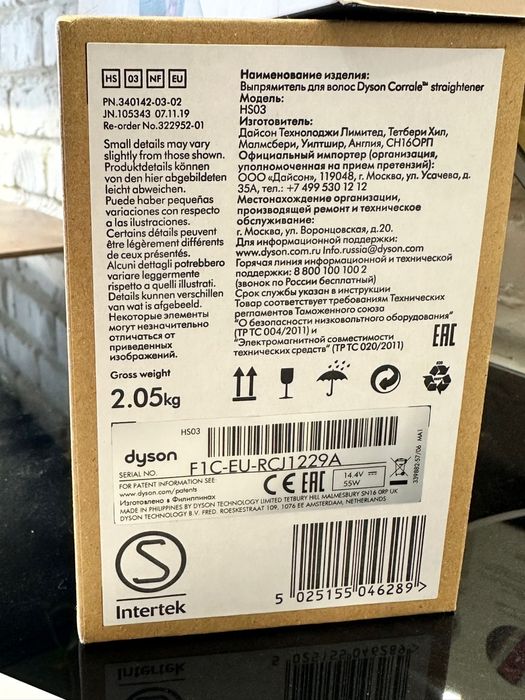 HS 03 NF EU
PN.340142-03-02
JN.105343 07.11.19
Re-order No.322952-01
Small details may vary
slightly from those shown.
Produktdetails können
von den hier abgebildeten
leicht abweichen.
Puede haber pequeñas
variaciones con respecto
a las ilustraciones.
Certains détails peuvent
être légèrement différents
de ceux présentés.
Alcuni dettagli potrebbero
variare leggermente
rispetto a quelli illustrati.
Details kunnen verschillen
van wat is afgebeeld.
Некоторые элементы
могут незначительно
отличаться от
приведенных
изображений.
Gross weight
2.05kg
Наименование изделия:
Выпрямитель для волос Dyson Corrale™ straightener
Модель:
HS03
Изготовитель:
Дайсон Технолоджи Лимитед, Тетбери Хил,
Малмсбери, Уилтшир, Англия, СН16ОРП
Официальный импортер (организация,
уполномоченная на прием претензий):
ООО «Дайсон», 119048, г. Москва, ул. Усачева, д.
35А, тел.: +7 499 530 12 12
Местонахождение организации,
производящей ремонт и техническое
обслуживание:
г. Москва, ул. Воронцовская, д.20.
Для информационной поддержки:
www.dyson.com.ru Info.russia@dyson.com
Горячая линия информационной и технической
поддержки: 8 800 100 100 2
(звонок по России бесплатный)
Срок службы указан в инструкции
Товар соответствует требованиям Технических
регламентов Таможенного союза
"О безопасности низковольтного оборудования"
(ТР ТС 004/2011) и
"Электромагнитной совместимости
технических средств" (ТР ТС 020/2011)
EAC
HS03
dyson
SERIAL NO.
F1C-EU-RCJ1229A
FOR PATENT INFORMATION SEE:
www.dyson.com/patents
Изготовлено в Филиппинах
CE EAC
14.4V
55W
MADE IN PHILIPPINES BY DYSON TECHNOLOGY LIMITED TETBURY HILL MALMESBURY SN16 0RP UK
DYSON TECHNOLOGY B.V. FRED. ROESKESTRAAT 109, 1076 EE AMSTERDAM, NETHERLANDS
339882-57/06 MA1
S
Intertek
5 025155 046289 >